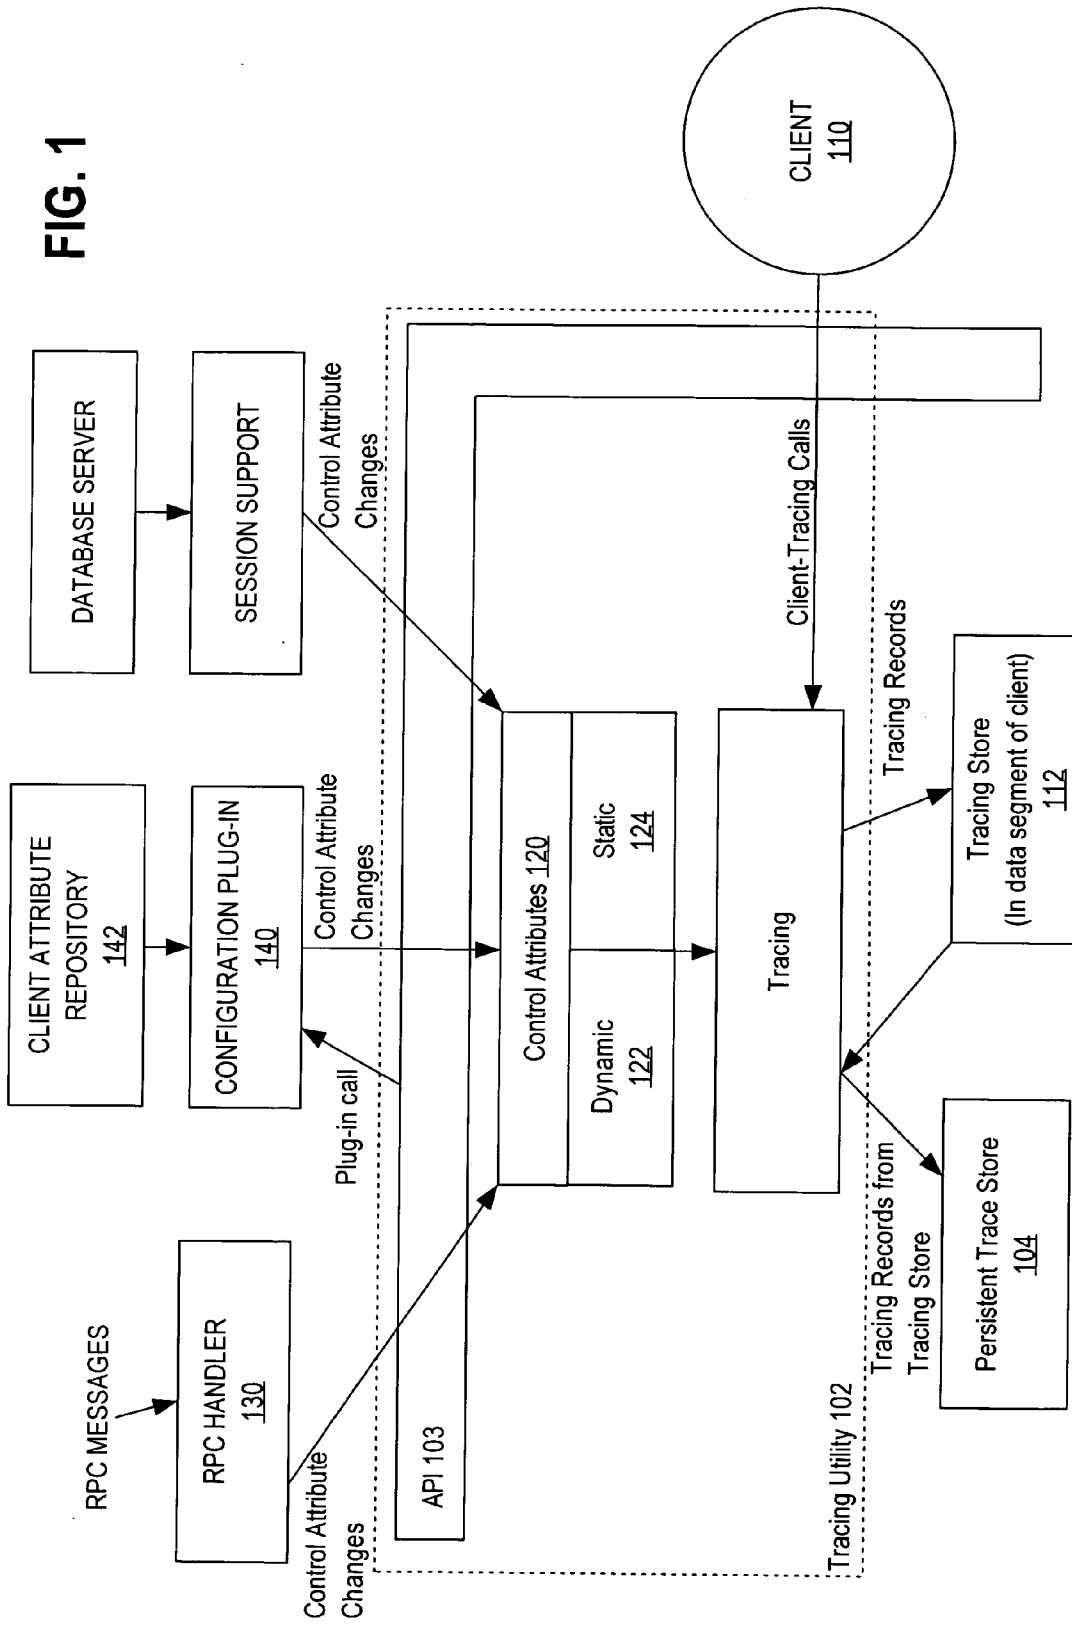 FIG. 1
RPC MESSAGES
RPC HANDLER
130
Control Attribute
Changes
CLIENT ATTRIBUTE
REPOSITORY
142
CONFIGURATION PLUG-IN
140
Plug-in call
Control Attribute
Changes
DATABASE SERVER
SESSION SUPPORT
Control Attribute
Changes
API 103
Control Attributes 120
Dynamic
122
Static
124
Tracing
Client-Tracing Calls
CLIENT
110
Tracing Utility 102
Tracing Records from
Tracing Store
Tracing Records
Persistent Trace Store
104
Tracing Store
(In data segment of client)
112